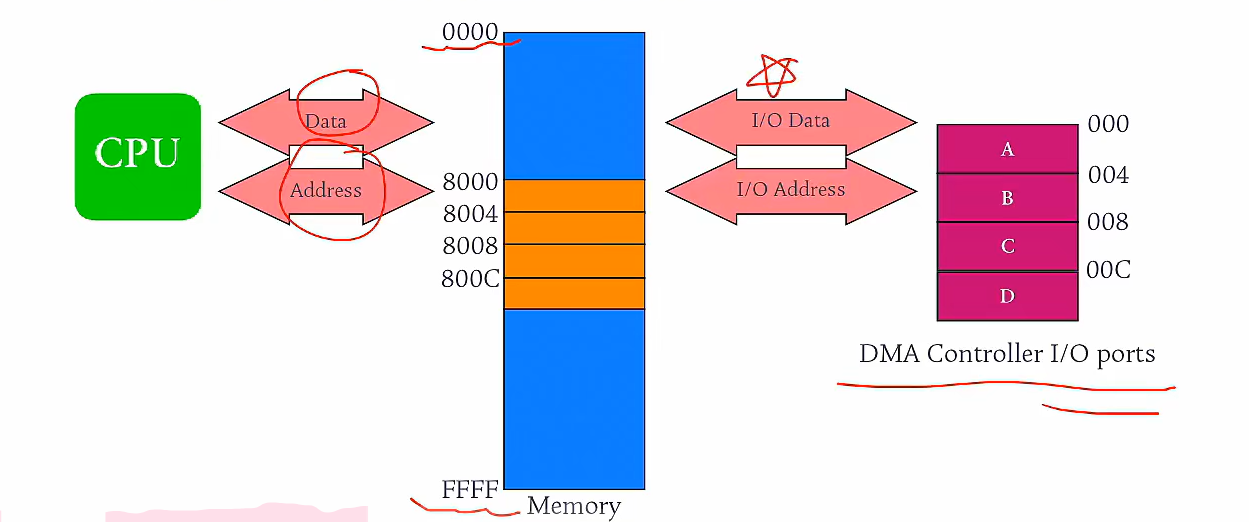 0000
CPU
Data
Address
8000
8004
8008
800C
FFFF
Memory
I/O Data
I/O Address
000
A
004
B
008
C
00C
D
DMA Controller I/O ports